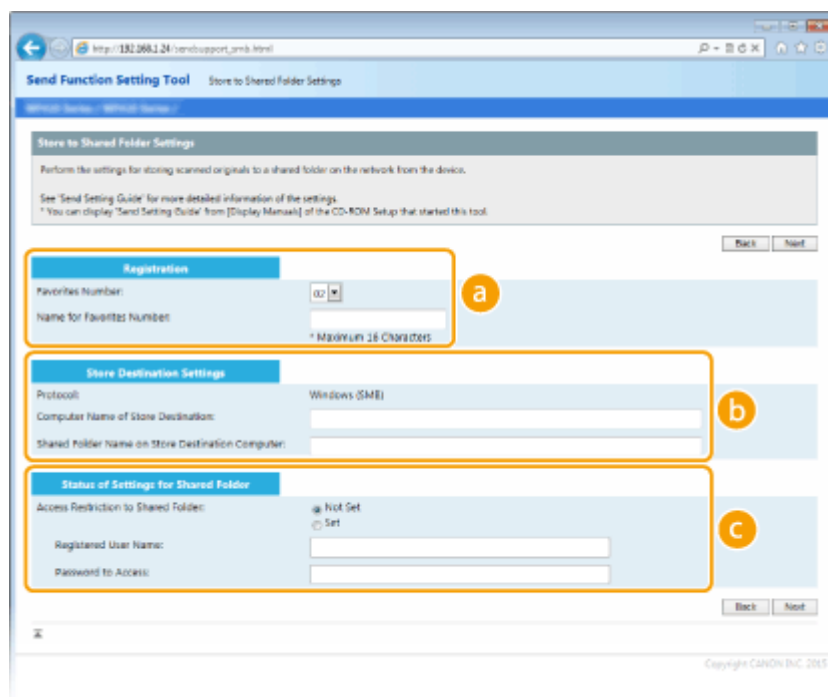 http://192.168.1.24/sendsupport_smb.html
Send Function Setting Tool Store to Shared Folder Settings
Store to Shared Folder Settings
Perform the settings for storing scanned originals to a shared folder on the network from the device.
See 'Send Setting Guide' for more detailed information of the settings.
* You can display 'Send Setting Guide' from [Display Manuals] of the CD-ROM Setup that started this tool.
Back Next
Registration
Favorites Number: 02
a
Name for Favorites Number:
* Maximum 16 Characters
Store Destination Settings
Protocol: Windows (SMB)
b
Computer Name of Store Destination:
Shared Folder Name on Store Destination Computer:
Status of Settings for Shared Folder
Access Restriction to Shared Folder: Not Set
Set
c
Registered User Name:
Password to Access:
Back Next
Copyright CANON INC. 2015